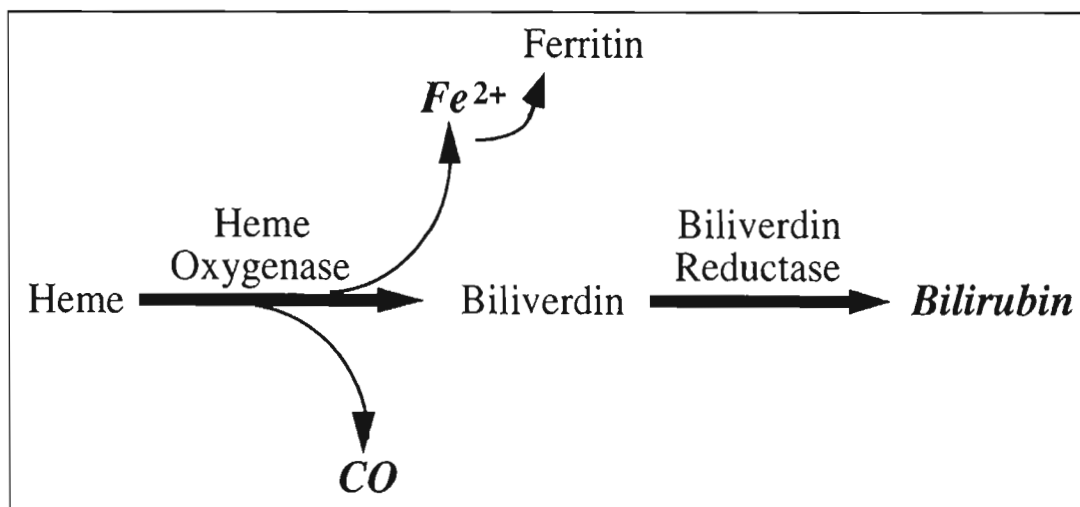 Ferritin
Fe2+
Heme
Oxygenase
Biliverdin
Reductase
Heme
Biliverdin
Bilirubin
CO